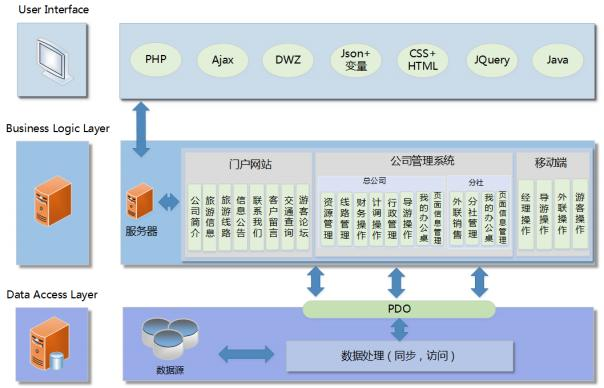 User Interface
PHP
Ajax
DWZ
Json+
变量
CSS+
HTML
JQuery
Java
Business Logic Layer
服务器
门户网站
公司简介
旅游信息
旅游线路
信息公告
联系我们
客户留言
交通查询
游客论坛
公司管理系统
总公司
资源管理
线路管理
财务操作
计调操作
行政管理
导游操作
我的办公桌
页面信息管理
分社
外联销售
分社管理
我的办公桌
页面信息管理
移动端
经理操作
导游操作
外联操作
游客操作
Data Access Layer
PDO
数据源
数据处理（同步，访问）